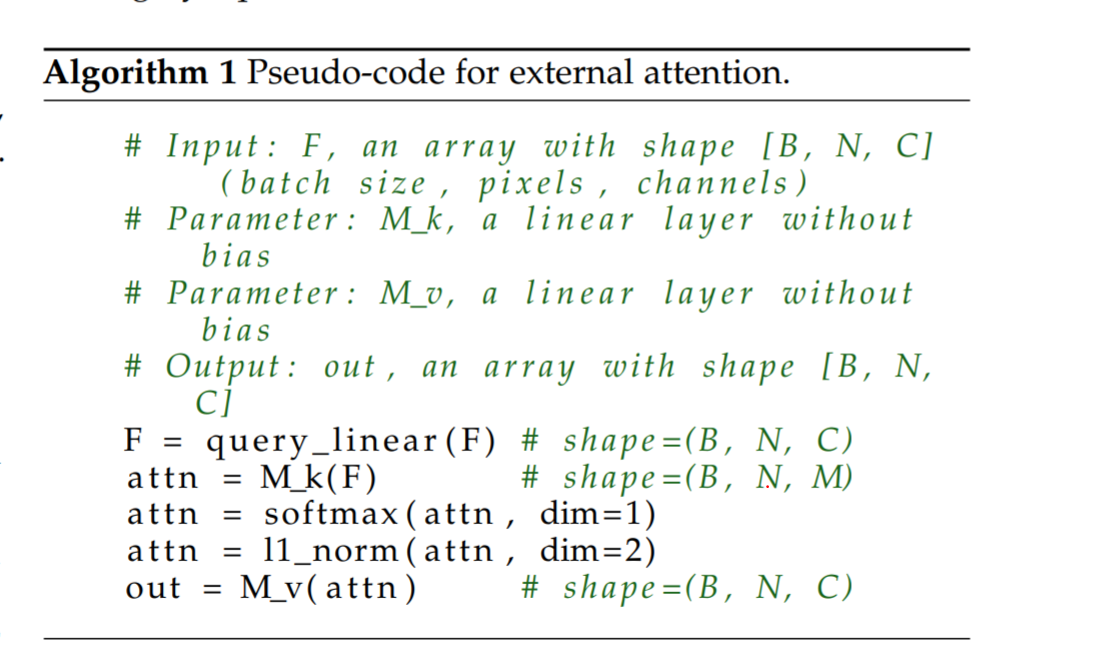 Algorithm 1 Pseudo-code for external attention.
# Input: F, an array with shape [B, N, C]
(batch size, pixels, channels)
# Parameter: M_k, a linear layer without
bias
# Parameter: M_v, a linear layer without
bias
# Output: out, an array with shape [B, N,
C]
F = query_linear(F) # shape=(B, N, C)
attn = M_k(F) # shape=(B, N, M)
attn = softmax(attn, dim=1)
attn = l1_norm(attn, dim=2)
out = M_v(attn) # shape=(B, N, C)